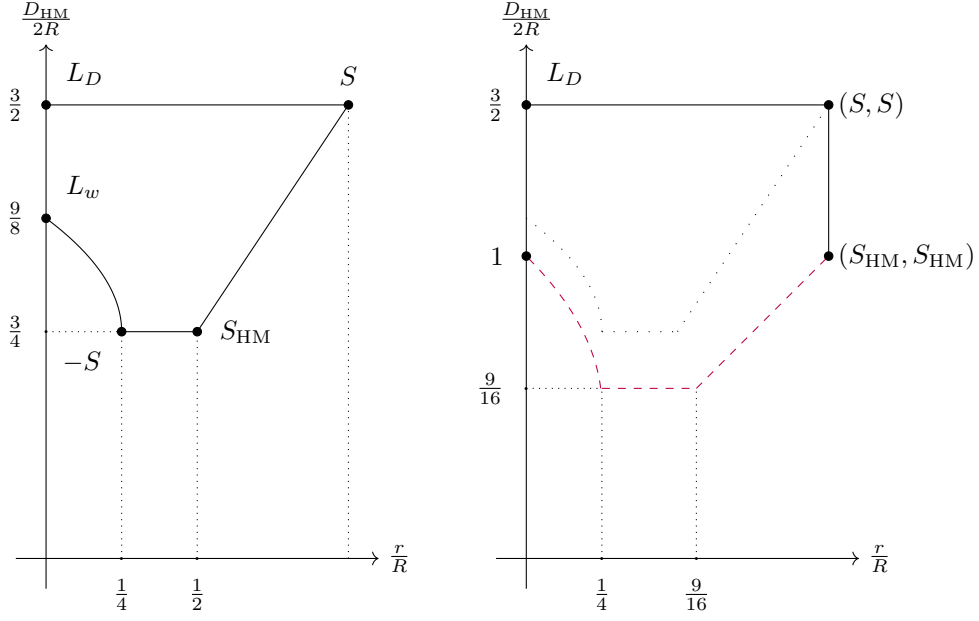 D_HM/2R
L_D
S
3/2
L_w
9/8
3/4
S_HM
−S
r/R
1/4
1/2
D_HM/2R
L_D
3/2
(S, S)
1
(S_HM, S_HM)
9/16
r/R
1/4
9/16